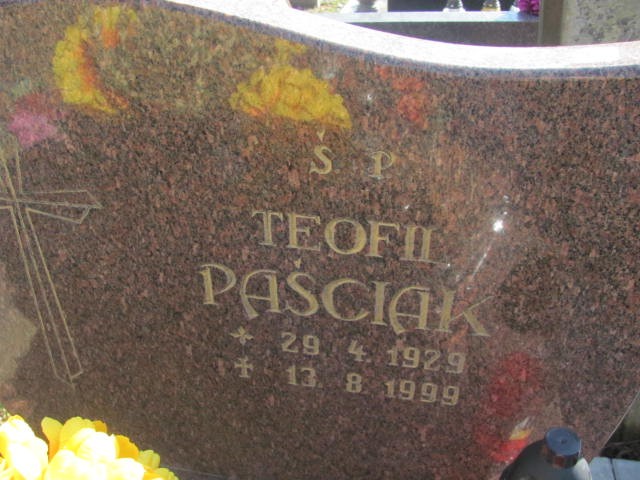 Ś P
TEOFIL
PAŚCIAK
29 4 1929
13 8 1999